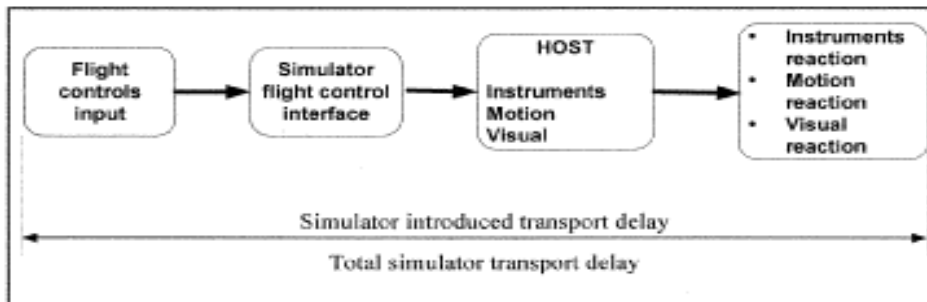 Flight
controls
input
Simulator
flight control
interface
HOST
Instruments
Motion
Visual
• Instruments
reaction
• Motion
reaction
• Visual
reaction
Simulator introduced transport delay
Total simulator transport delay